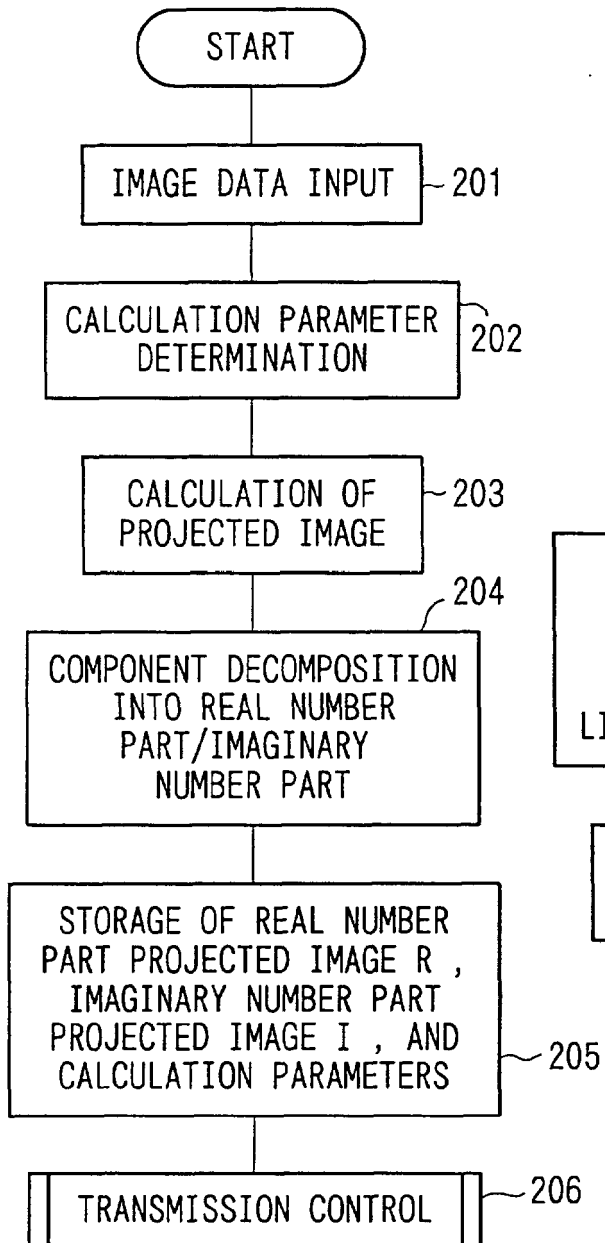 START
IMAGE DATA INPUT
201
CALCULATION PARAMETER
DETERMINATION
202
CALCULATION OF
PROJECTED IMAGE
203
204
COMPONENT DECOMPOSITION
INTO REAL NUMBER
PART/IMAGINARY
NUMBER PART
LI
STORAGE OF REAL NUMBER
PART PROJECTED IMAGE R ,
IMAGINARY NUMBER PART
PROJECTED IMAGE I , AND
CALCULATION PARAMETERS
205
TRANSMISSION CONTROL
206